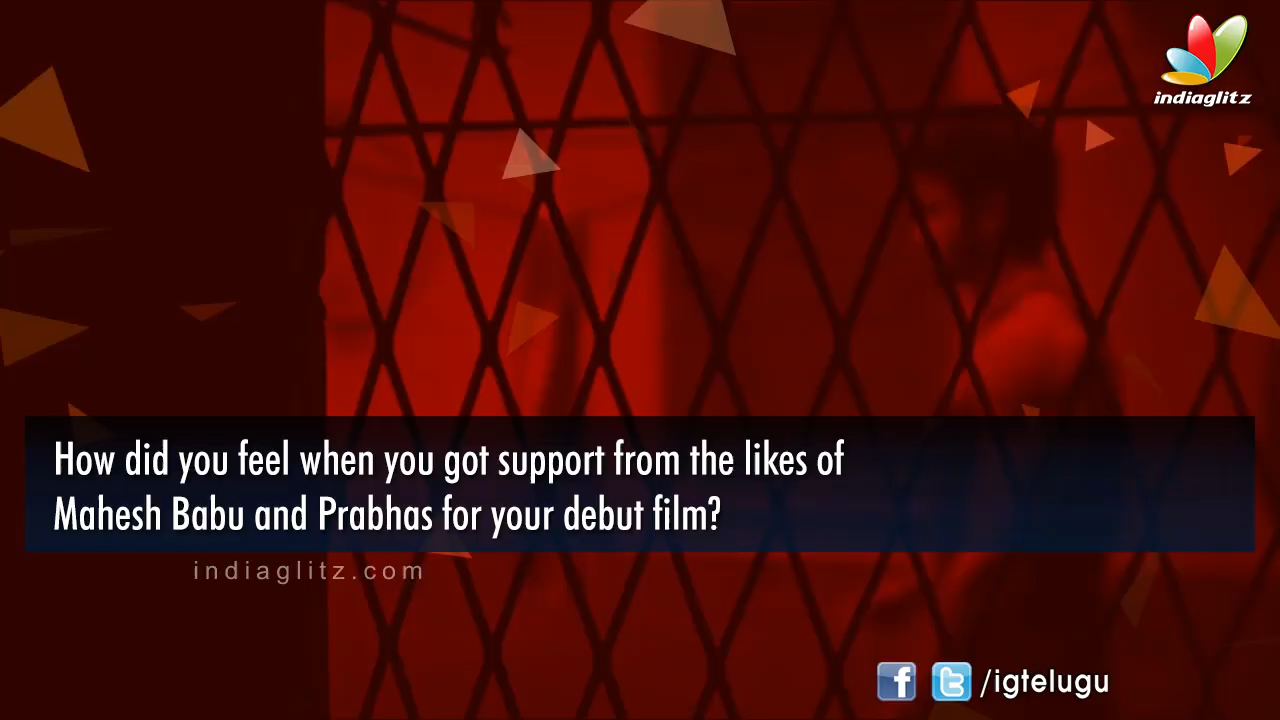 indiaglitz
How did you feel when you got support from the likes of
Mahesh Babu and Prabhas for your debut film?
indiaglitz.com
/igtelugu